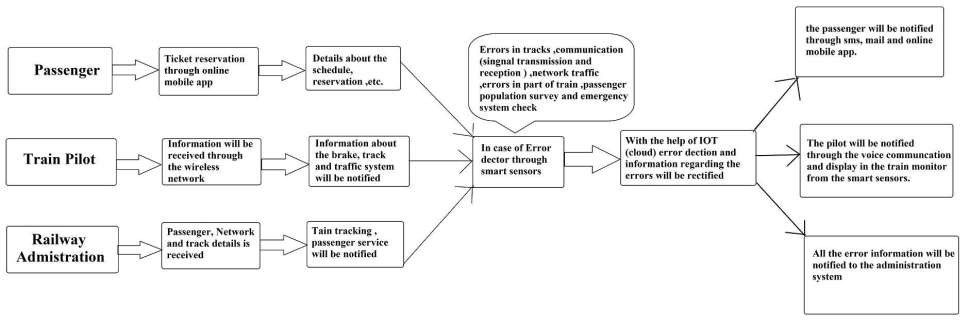 Passenger
Ticket reservation
through online
mobile app
Details about the
schedule,
reservation ,etc.
Errors in tracks ,communication
(singnal transmission and
reception ) ,network traffic
,errors in part of train ,passenger
population survey and emergency
system check
the passenger will be notified
through sms, mail and online
mobile app.
Train Pilot
Information will be
received through
the wireless
network
Information about
the brake, track
and traffic system
will be notified
In case of Error
dector through
smart sensors
With the help of IOT
(cloud) error dection and
information regarding the
errors will be rectified
The pilot will be notified
through the voice communcation
and display in the train monitor
from the smart sensors.
Railway
Admistration
Passenger, Network
and track details is
received
Tain tracking ,
passenger service
will be notified
All the error information will be
notified to the administration
system